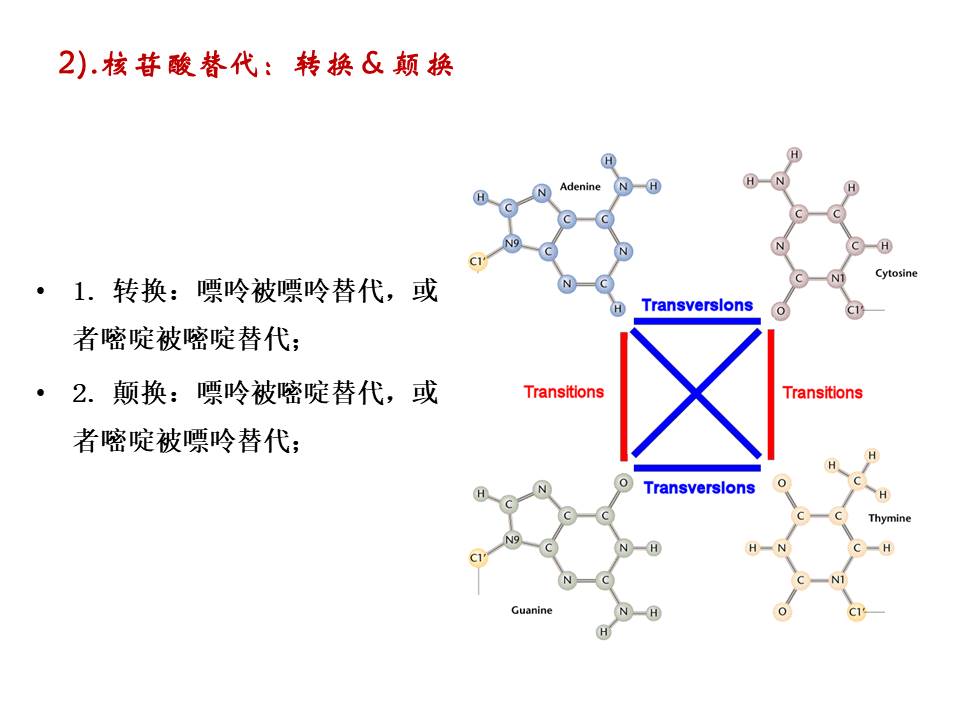 2).核苷酸替代：转换＆颠换
• 1. 转换：嘌呤被嘌呤替代，或
者嘧啶被嘧啶替代；
• 2. 颠换：嘌呤被嘧啶替代，或
者嘧啶被嘌呤替代；
H
H N Adenine N H
C
C C
N9 C N
C1'
N C
H
H
H N H
C C
N C H
C N1 Cytosine
O C1'
Transversions
Transitions
Transitions
Transversions
H N O
C
C C
N9 C N H
C1'
N C
Guanine N H
H
H
H
O C H
C C Thymine
H N C H
C N1
O C1'